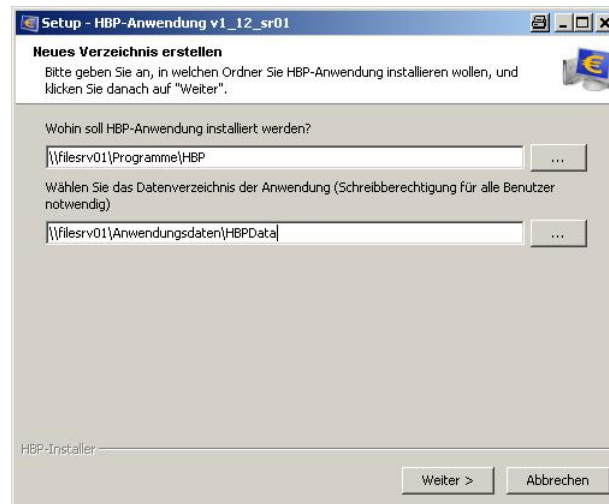 Setup - HBP-Anwendung v1_12_sr01
Neues Verzeichnis erstellen
Bitte geben Sie an, in welchen Ordner Sie HBP-Anwendung installieren wollen, und
klicken Sie danach auf "Weiter".
€
Wohin soll HBP-Anwendung installiert werden?
\\filesrv01\Programme\HBP
...
Wählen Sie das Datenverzeichnis der Anwendung (Schreibberechtigung für alle Benutzer
notwendig)
\\filesrv01\Anwendungsdaten\HBPData
...
HBP-Installer
Weiter >
Abbrechen